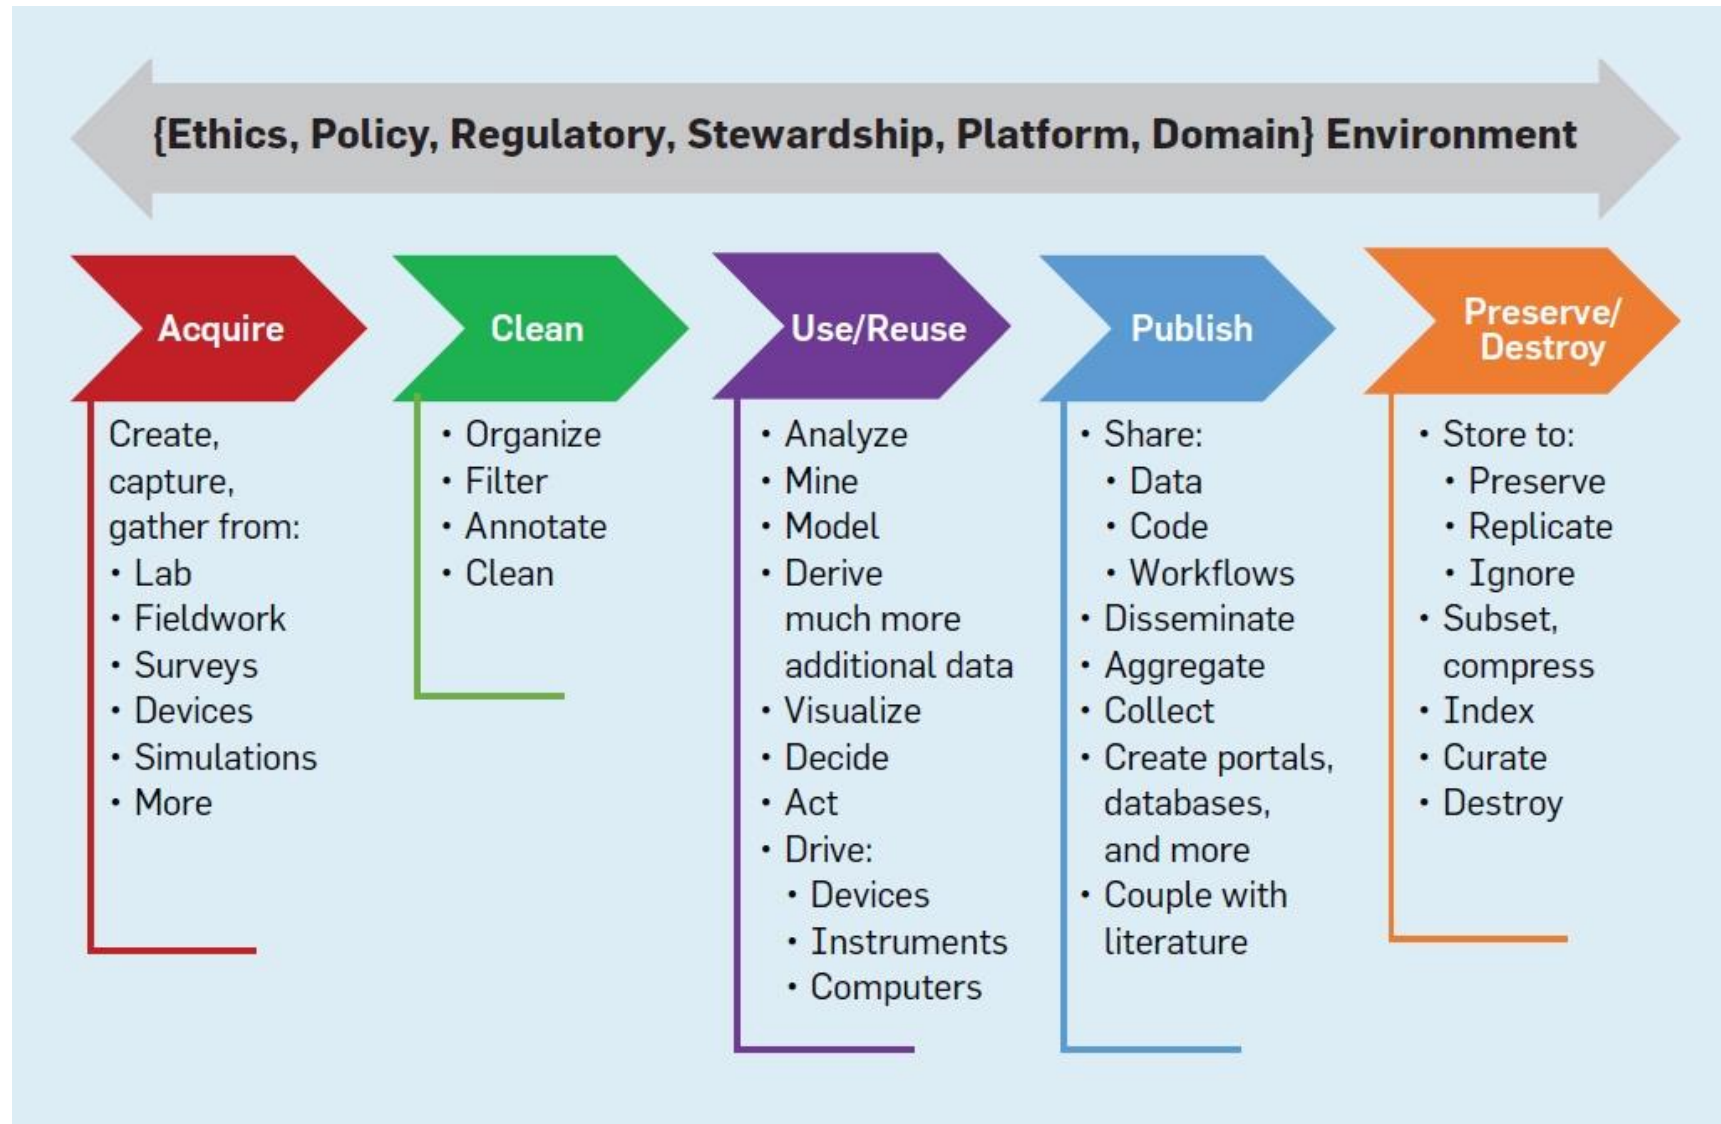 {Ethics, Policy, Regulatory, Stewardship, Platform, Domain} Environment
Acquire
Create,
capture,
gather from:
• Lab
• Fieldwork
• Surveys
• Devices
• Simulations
• More
Clean
• Organize
• Filter
• Annotate
• Clean
Use/Reuse
• Analyze
• Mine
• Model
• Derive
much more
additional data
• Visualize
• Decide
• Act
• Drive:
• Devices
• Instruments
• Computers
Publish
• Share:
• Data
• Code
• Workflows
• Disseminate
• Aggregate
• Collect
• Create portals,
databases,
and more
• Couple with
literature
Preserve/
Destroy
• Store to:
• Preserve
• Replicate
• Ignore
• Subset,
compress
• Index
• Curate
• Destroy